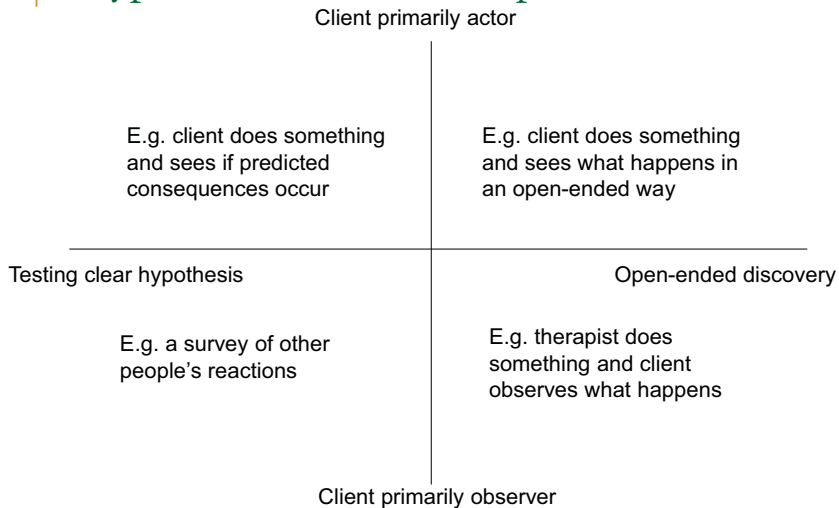 Client primarily actor
E.g. client does something
and sees if predicted
consequences occur
E.g. client does something
and sees what happens in
an open-ended way
Testing clear hypothesis
Open-ended discovery
E.g. a survey of other
people’s reactions
E.g. therapist does
something and client
observes what happens
Client primarily observer